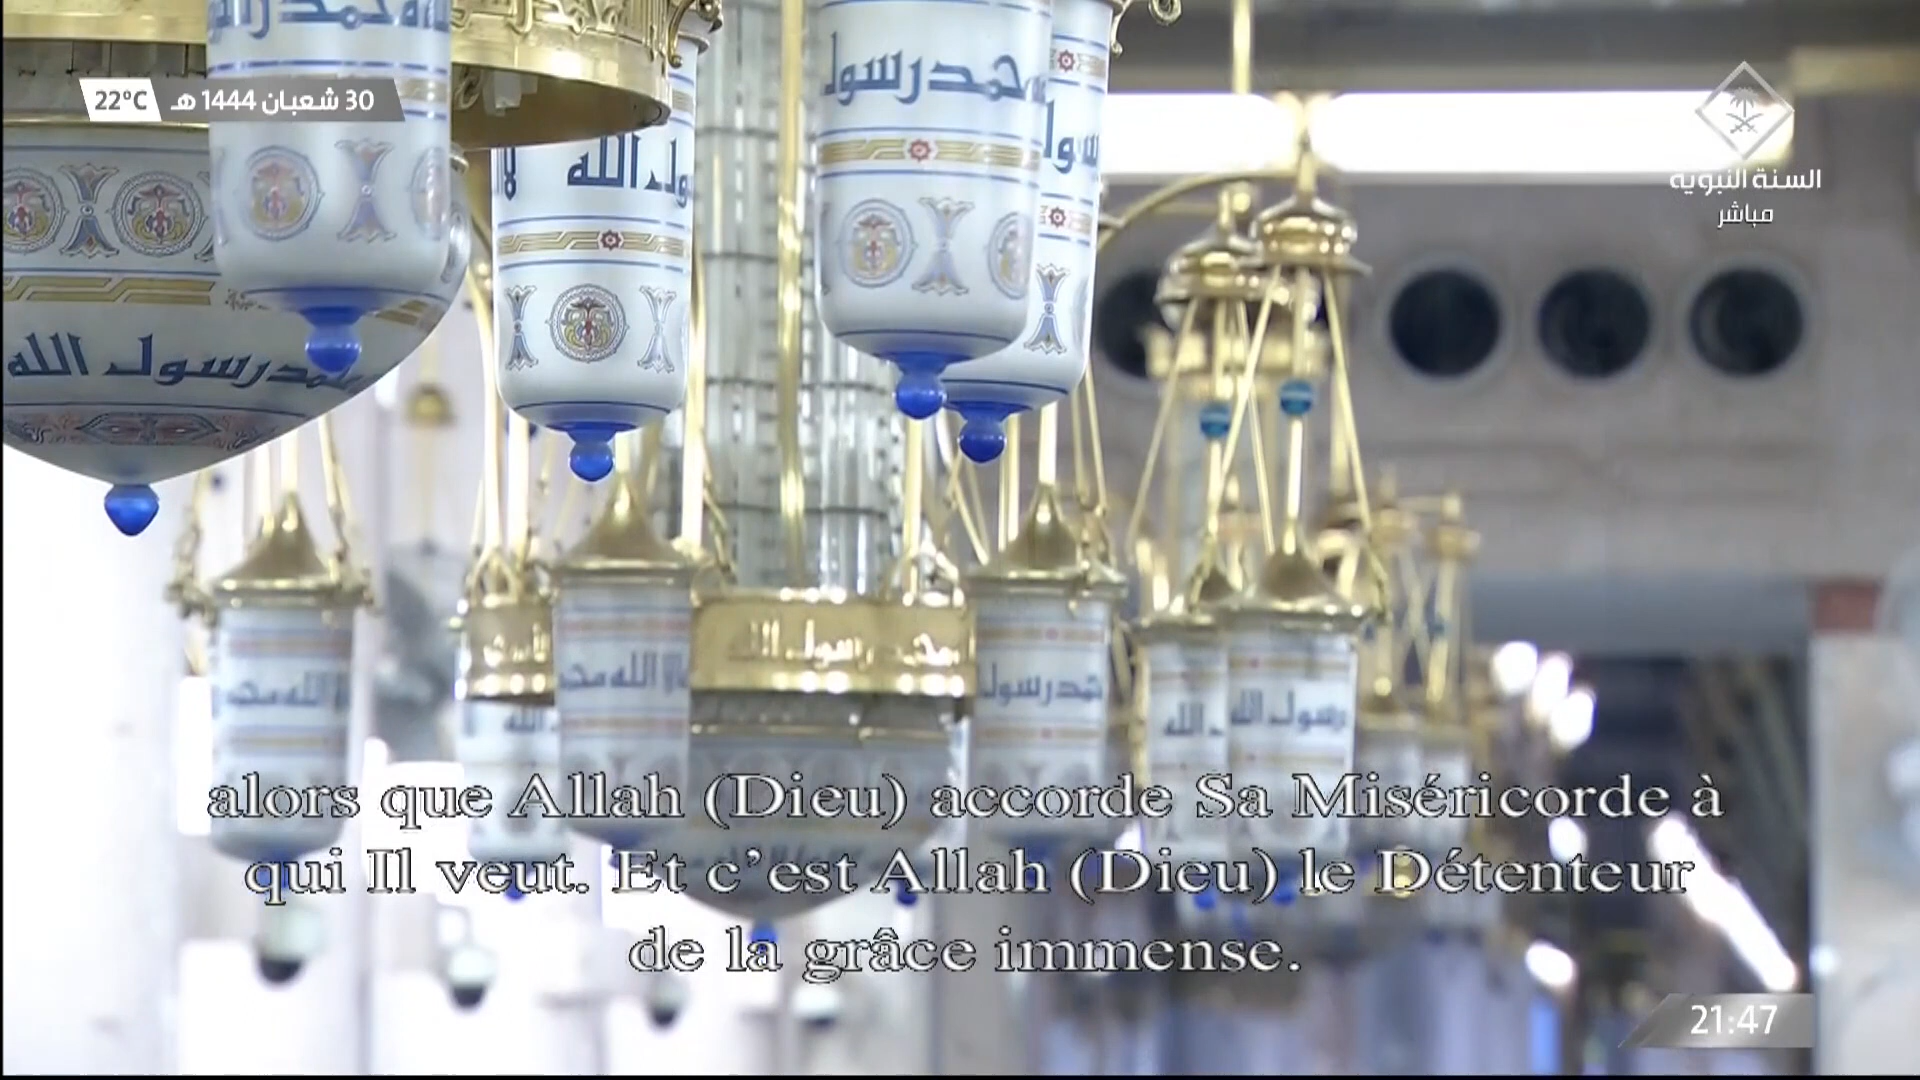 22°C 30 شعبان 1444 هـ
السنة النبوية
مباشر
محمد رسول
رسول الله
محمد رسول الله
محمد رسول الله
الله محمد
محمد رسول
رسول الله
alors que Allah (Dieu) accorde Sa Miséricorde à
qui Il veut. Et c'est Allah (Dieu) le Détenteur
de la grâce immense.
21:47